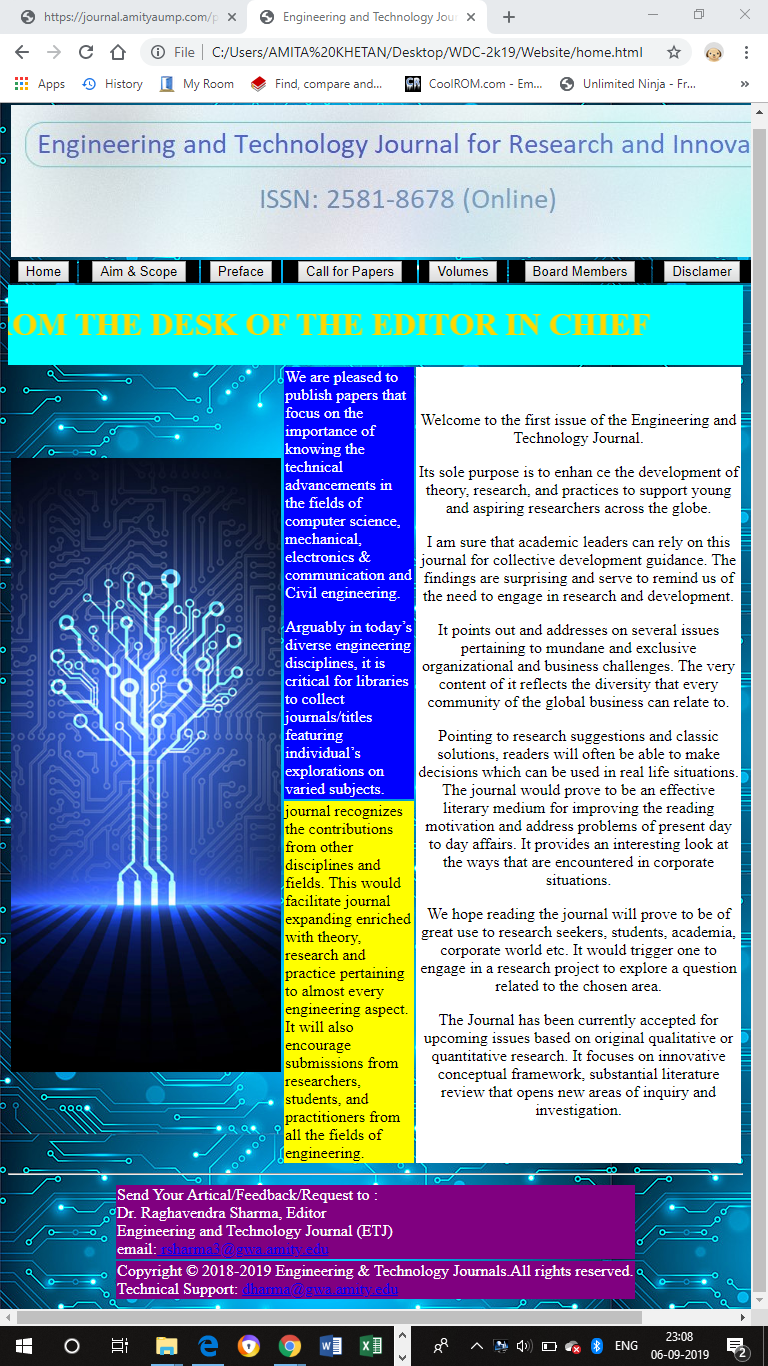 https://journal.amityaump.com/p
Engineering and Technology Jour
File | C:/Users/AMITA%20KHETAN/Desktop/WDC-2k19/Website/home.html
Apps History My Room Find, compare and... CoolROM.com - Em... Unlimited Ninja - Fr... »
Engineering and Technology Journal for Research and Innova
ISSN: 2581-8678 (Online)
Home Aim & Scope Preface Call for Papers Volumes Board Members Disclamer
ROM THE DESK OF THE EDITOR IN CHIEF
We are pleased to
publish papers that
focus on the
importance of
knowing the
technical
advancements in
the fields of
computer science,
mechanical,
electronics &
communication and
Civil engineering.
Arguably in today’s
diverse engineering
disciplines, it is
critical for libraries
to collect
journals/titles
featuring
individual’s
explorations on
varied subjects.
journal recognizes
the contributions
from other
disciplines and
fields. This would
facilitate journal
expanding enriched
with theory,
research and
practice pertaining
to almost every
engineering aspect.
It will also
encourage
submissions from
researchers,
students, and
practitioners from
all the fields of
engineering.
Welcome to the first issue of the Engineering and
Technology Journal.
Its sole purpose is to enhan ce the development of
theory, research, and practices to support young
and aspiring researchers across the globe.
I am sure that academic leaders can rely on this
journal for collective development guidance. The
findings are surprising and serve to remind us of
the need to engage in research and development.
It points out and addresses on several issues
pertaining to mundane and exclusive
organizational and business challenges. The very
content of it reflects the diversity that every
community of the global business can relate to.
Pointing to research suggestions and classic
solutions, readers will often be able to make
decisions which can be used in real life situations.
The journal would prove to be an effective
literary medium for improving the reading
motivation and address problems of present day
to day affairs. It provides an interesting look at
the ways that are encountered in corporate
situations.
We hope reading the journal will prove to be of
great use to research seekers, students, academia,
corporate world etc. It would trigger one to
engage in a research project to explore a question
related to the chosen area.
The Journal has been currently accepted for
upcoming issues based on original qualitative or
quantitative research. It focuses on innovative
conceptual framework, substantial literature
review that opens new areas of inquiry and
investigation.
Send Your Artical/Feedback/Request to :
Dr. Raghavendra Sharma, Editor
Engineering and Technology Journal (ETJ)
email: rsharma3@gwa.amity.edu
Copyright © 2018-2019 Engineering & Technology Journals.All rights reserved.
Technical Support: dharma@gwa.amity.edu
ENG
23:08
06-09-2019
2